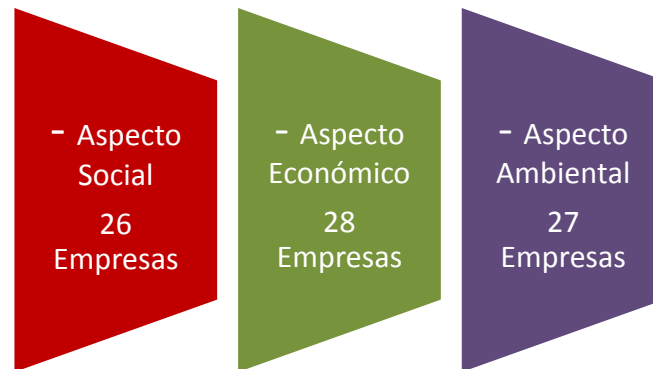 - Aspecto
Social
26
Empresas
- Aspecto
Económico
28
Empresas
- Aspecto
Ambiental
27
Empresas